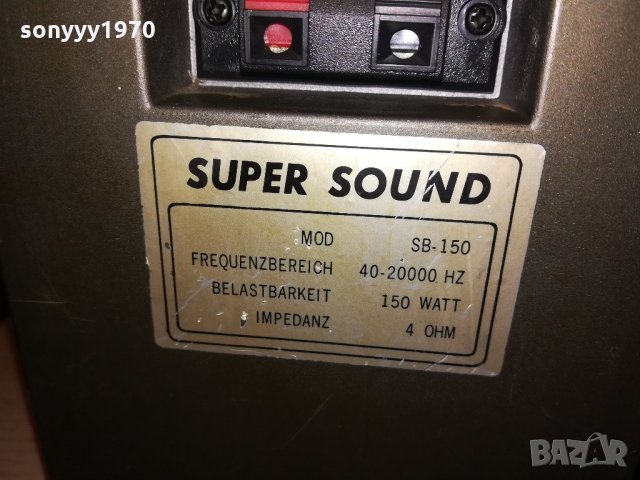 sonyyy1970
SUPER SOUND
MOD SB-150
FREQUENZBEREICH 40-20000 HZ
BELASTBARKEIT 150 WATT
IMPEDANZ 4 OHM
BAZAR